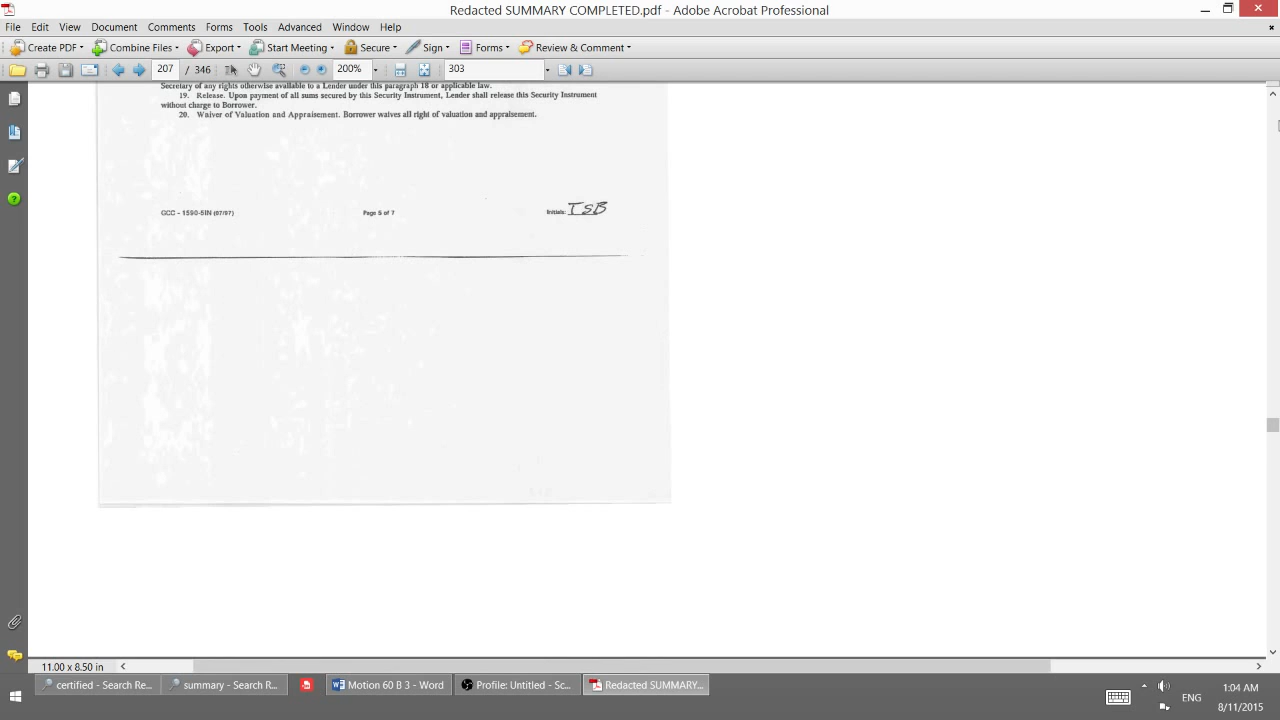 Redacted SUMMARY COMPLETED.pdf - Adobe Acrobat Professional
File Edit View Document Comments Forms Tools Advanced Window Help
Create PDF Combine Files Export Start Meeting Secure Sign Forms Review & Comment
207 / 346 200% 303
Secretary of any rights otherwise available to a Lender under this paragraph 18 or applicable law.
19. Release. Upon payment of all sums secured by this Security Instrument, Lender shall release this Security Instrument
without charge to Borrower.
20. Waiver of Valuation and Appraisement. Borrower waives all right of valuation and appraisement.
GCC - 1590-5IN (07/97) Page 5 of 7 Initials: TSB
11.00 x 8.50 in
certified - Search Re... summary - Search R... Motion 60 B 3 - Word Profile: Untitled - Sc... Redacted SUMMARY...
ENG
1:04 AM
8/11/2015